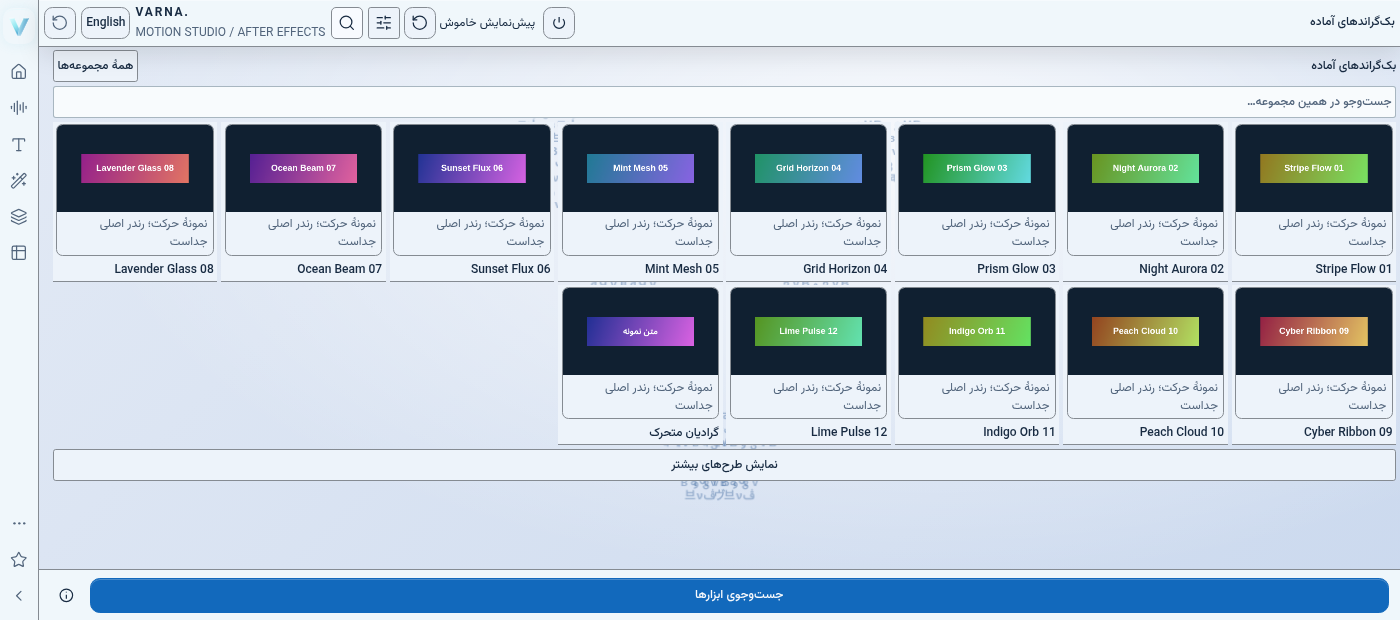 بک‌گراندهای آماده
پیش‌نمایش خاموش
VARNA.
MOTION STUDIO / AFTER EFFECTS
English
بک‌گراندهای آماده
همهٔ مجموعه‌ها
جست‌وجو در همین مجموعه...
Stripe Flow 01
نمونهٔ حرکت؛ رندر اصلی
جداست
Stripe Flow 01
Night Aurora 02
نمونهٔ حرکت؛ رندر اصلی
جداست
Night Aurora 02
Prism Glow 03
نمونهٔ حرکت؛ رندر اصلی
جداست
Prism Glow 03
Grid Horizon 04
نمونهٔ حرکت؛ رندر اصلی
جداست
Grid Horizon 04
Mint Mesh 05
نمونهٔ حرکت؛ رندر اصلی
جداست
Mint Mesh 05
Sunset Flux 06
نمونهٔ حرکت؛ رندر اصلی
جداست
Sunset Flux 06
Ocean Beam 07
نمونهٔ حرکت؛ رندر اصلی
جداست
Ocean Beam 07
Lavender Glass 08
نمونهٔ حرکت؛ رندر اصلی
جداست
Lavender Glass 08
Cyber Ribbon 09
نمونهٔ حرکت؛ رندر اصلی
جداست
Cyber Ribbon 09
Peach Cloud 10
نمونهٔ حرکت؛ رندر اصلی
جداست
Peach Cloud 10
Indigo Orb 11
نمونهٔ حرکت؛ رندر اصلی
جداست
Indigo Orb 11
Lime Pulse 12
نمونهٔ حرکت؛ رندر اصلی
جداست
Lime Pulse 12
متن نمونه
نمونهٔ حرکت؛ رندر اصلی
جداست
گرادیان متحرک
نمایش طرح‌های بیشتر
جست‌وجوی ابزارها